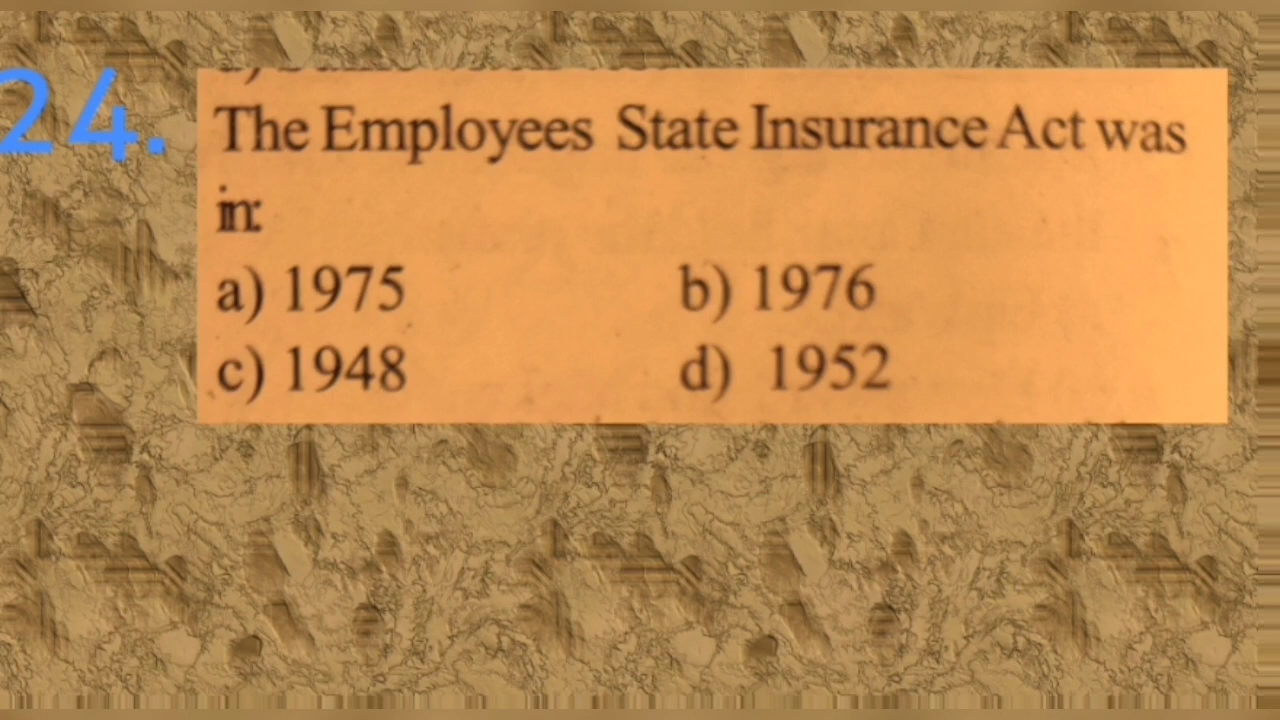 24. The Employees State Insurance Act was
in:
a) 1975 b) 1976
c) 1948 d) 1952